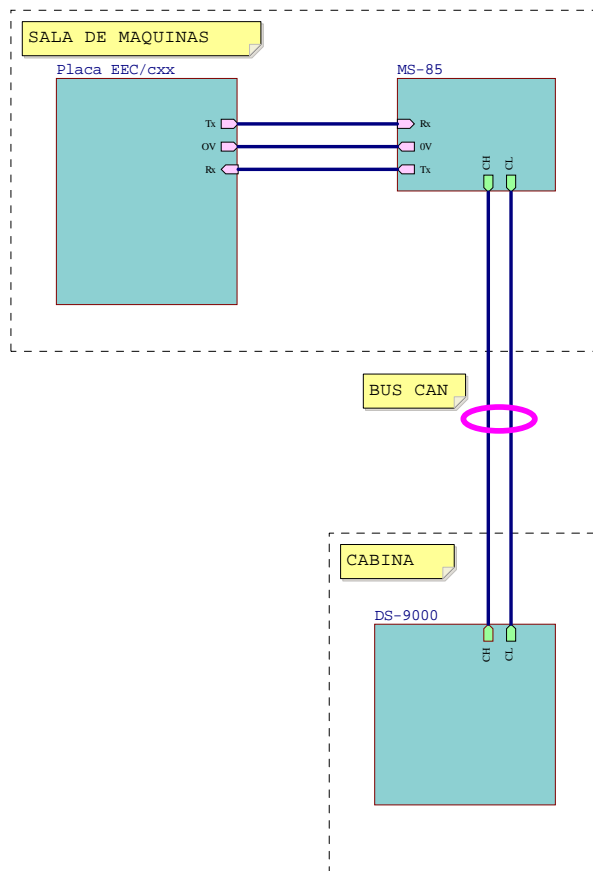 SALA DE MAQUINAS
Placa EEC/cxx
MS-85
Tx
Rx
OV
0V
Rx
Tx
CH
CL
BUS CAN
CABINA
DS-9000
CH
CL